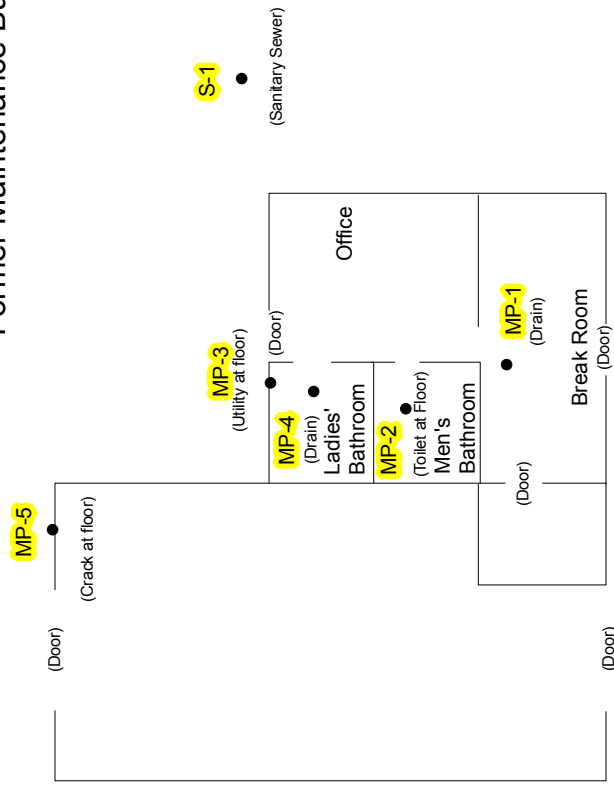 Former Maintenance
S-1
(Sanitary Sewer)
Office
MP-3
(Utility at floor)
(Door)
MP-4
(Drain)
Ladies'
Bathroom
MP-2
(Toilet at Floor)
Men's
Bathroom
MP-1
(Drain)
Break Room
(Door)
(Door)
MP-5
(Crack at floor)
(Door)
(Door)